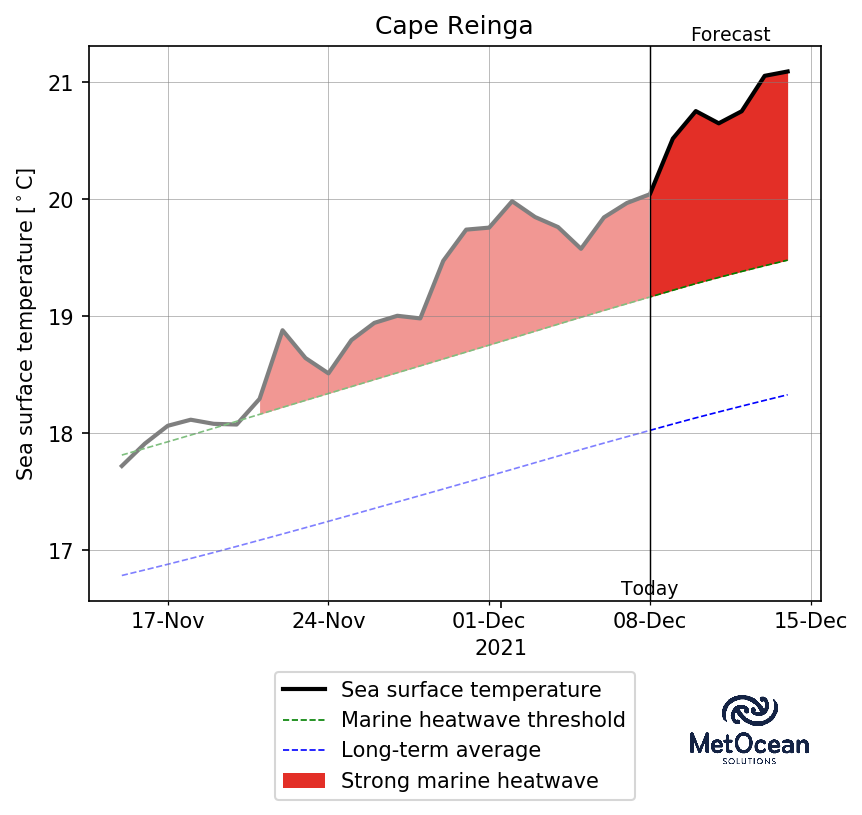 Cape Reinga
Forecast
Sea surface temperature [°C]
21
20
19
18
17
Today
17-Nov
24-Nov
01-Dec
08-Dec
15-Dec
2021
Sea surface temperature
Marine heatwave threshold
Long-term average
Strong marine heatwave
MetOcean
SOLUTIONS